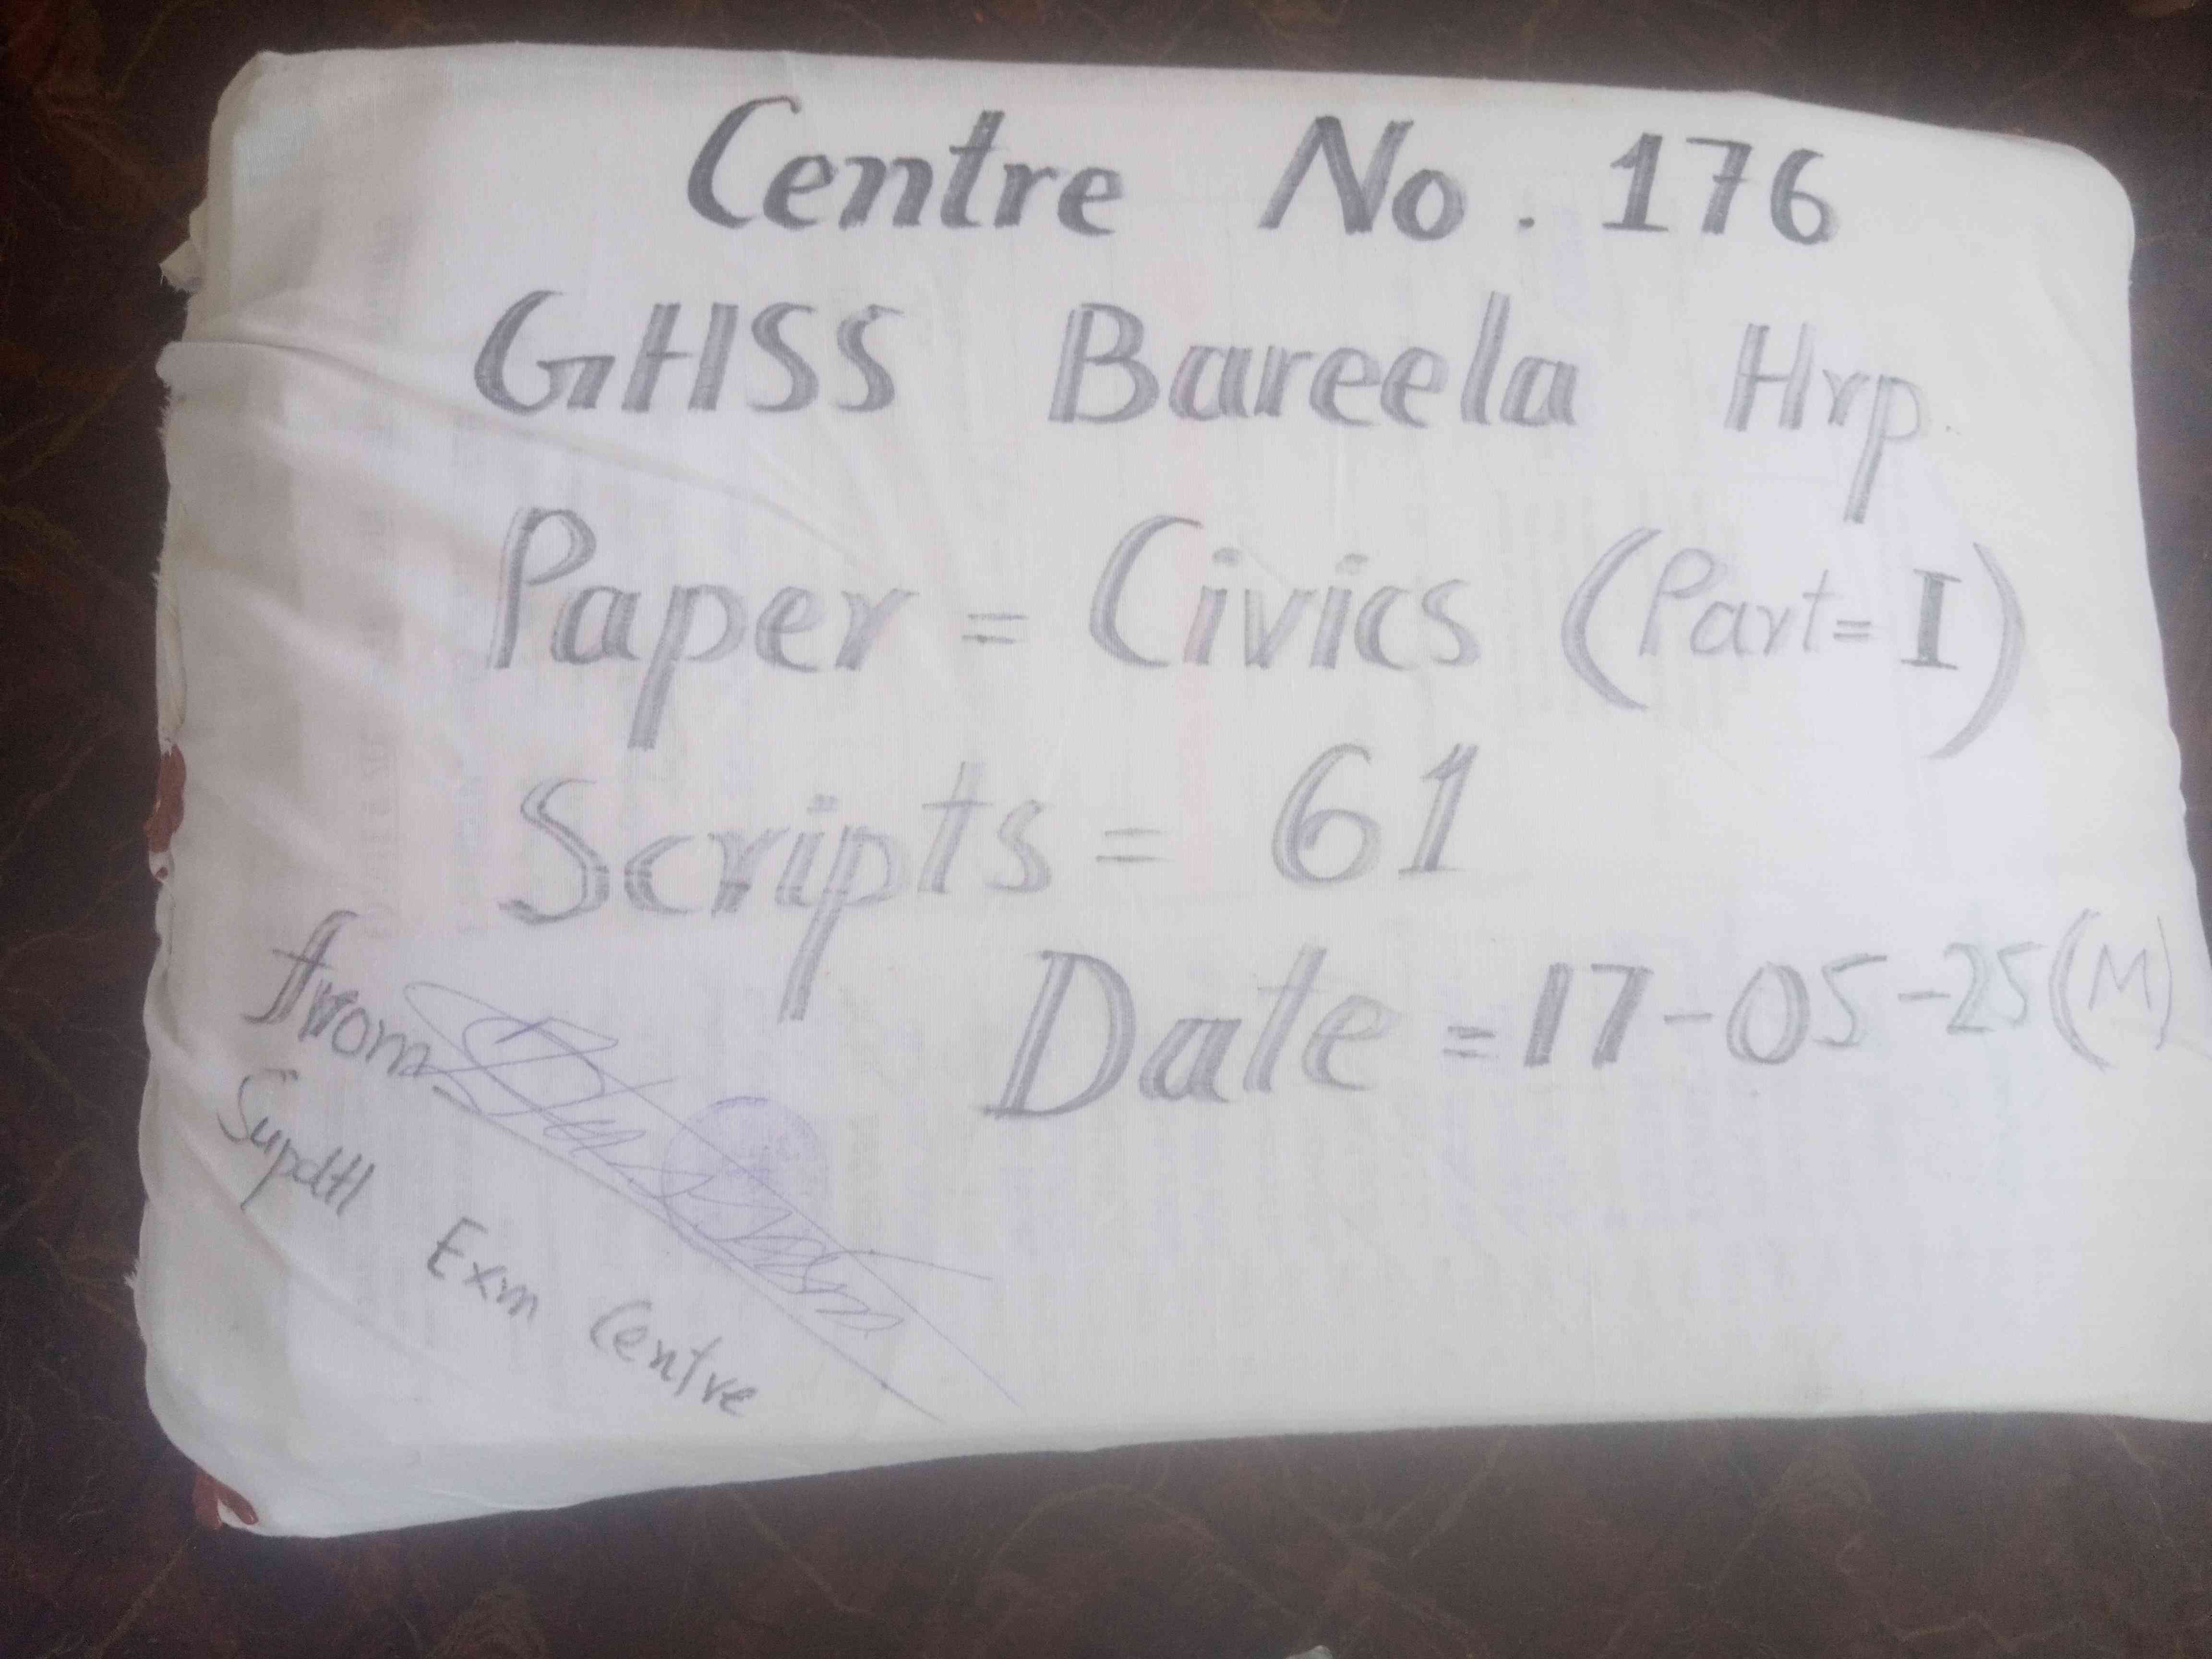 Centre No. 176
GHSS Bareela Hrp
Paper = Civics (Part= I)
Scripts = 61
Date = 17-05-25 (M)
from
Supdtt
Exm Centre